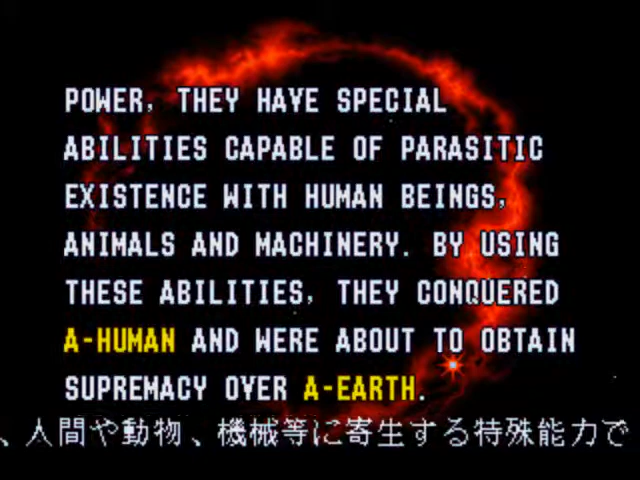 POWER, THEY HAVE SPECIAL
ABILITIES CAPABLE OF PARASITIC
EXISTENCE WITH HUMAN BEINGS,
ANIMALS AND MACHINERY. BY USING
THESE ABILITIES, THEY CONQUERED
A-HUMAN AND WERE ABOUT TO OBTAIN
SUPREMACY OVER A-EARTH.
、人間や動物、機械等に寄生する特殊能力で